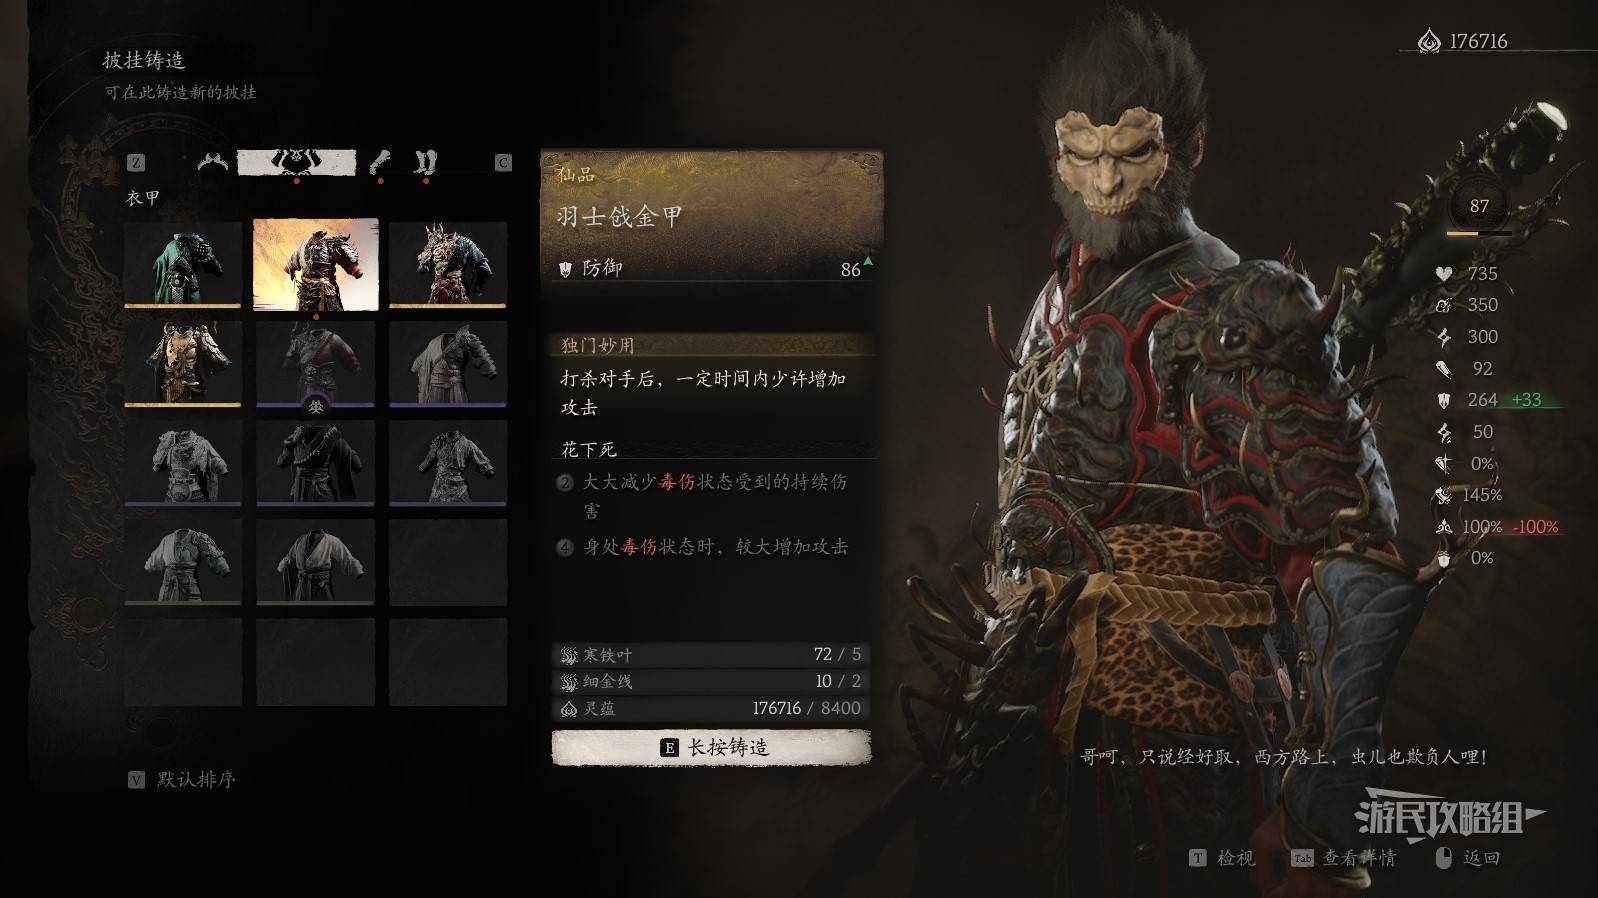 披挂铸造
可在此铸造新的披挂
176716
Z
C
衣甲
V 默认排序
仙品
羽士戗金甲
防御 86
独门妙用
打杀对手后，一定时间内少许增加
攻击
花下死
2 大大减少毒伤状态受到的持续伤
害
4 身处毒伤状态时，较大增加攻击
寒铁叶 72 / 5
细金线 10 / 2
灵蕴 176716 / 8400
E 长按铸造
87
735
350
300
92
264 +33
50
0%
145%
100% -100%
0%
哥呵，只说经好取，西方路上，虫儿也欺负人哩！
游民攻略组
T 检视 Tab 查看详情 返回